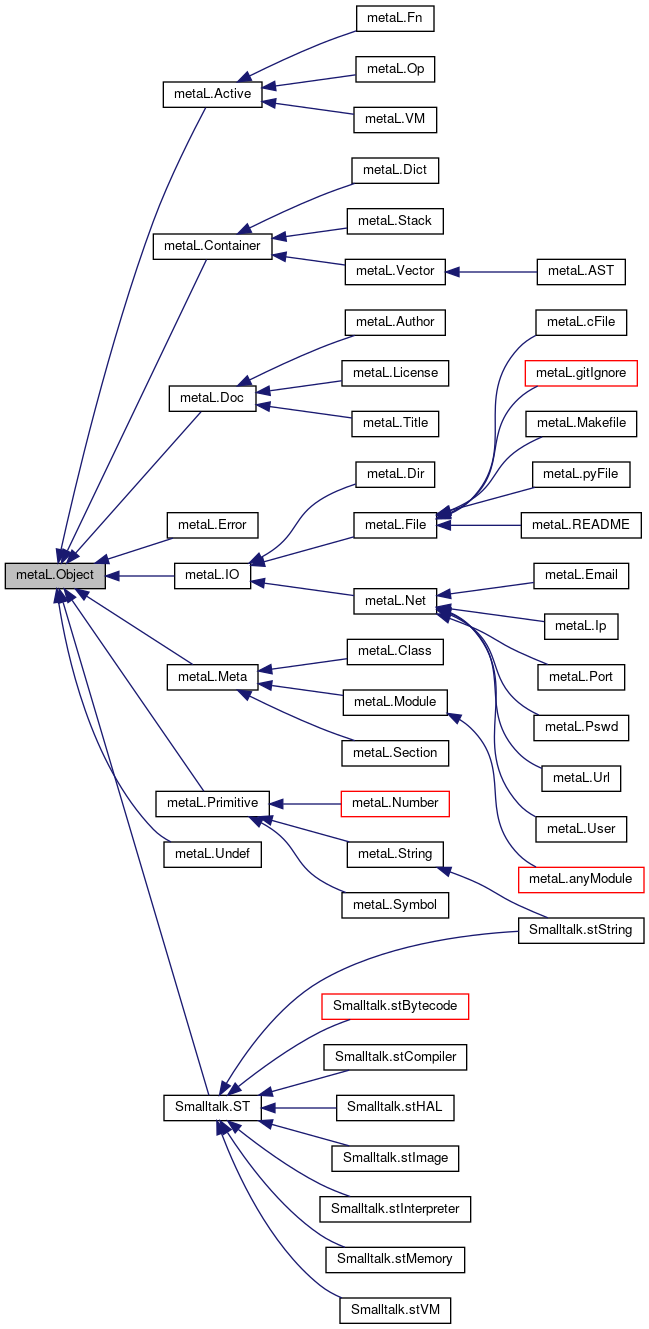 metaL.Fn
metaL.Op
metaL.Active
metaL.VM
metaL.Dict
metaL.Stack
metaL.Container
metaL.Vector
metaL.AST
metaL.Author
metaL.cFile
metaL.License
metaL.gitIgnore
metaL.Doc
metaL.Title
metaL.Makefile
metaL.Dir
metaL.pyFile
metaL.Error
metaL.File
metaL.README
metaL.Object
metaL.IO
metaL.Email
metaL.Net
metaL.Ip
metaL.Class
metaL.Meta
metaL.Port
metaL.Module
metaL.Pswd
metaL.Section
metaL.Url
metaL.Primitive
metaL.Number
metaL.User
metaL.Undef
metaL.String
metaL.anyModule
metaL.Symbol
Smalltalk.stString
Smalltalk.stBytecode
Smalltalk.stCompiler
Smalltalk.ST
Smalltalk.stHAL
Smalltalk.stImage
Smalltalk.stInterpreter
Smalltalk.stMemory
Smalltalk.stVM